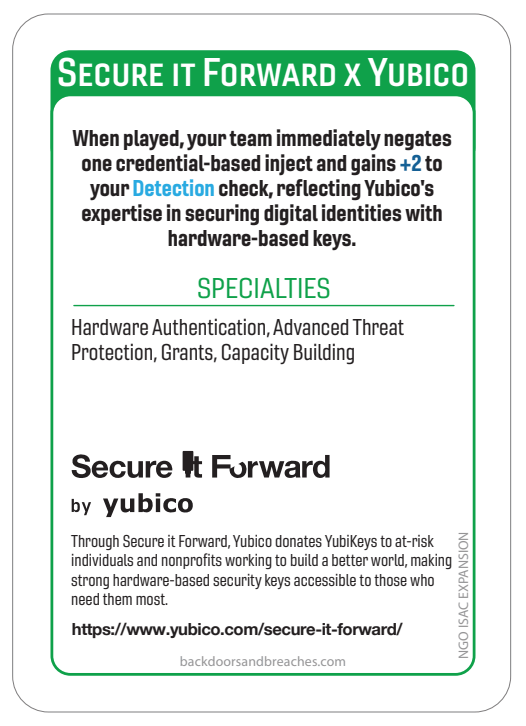 SECURE IT FORWARD X YUBICO
When played, your team immediately negates
one credential-based inject and gains +2 to
your Detection check, reflecting Yubico's
expertise in securing digital identities with
hardware-based keys.
SPECIALTIES
Hardware Authentication, Advanced Threat
Protection, Grants, Capacity Building
Secure it Forward
by yubico
Through Secure it Forward, Yubico donates YubiKeys to at-risk
individuals and nonprofits working to build a better world, making
strong hardware-based security keys accessible to those who
need them most.
https://www.yubico.com/secure-it-forward/
backdoorsandbreaches.com
NGO ISAC EXPANSION